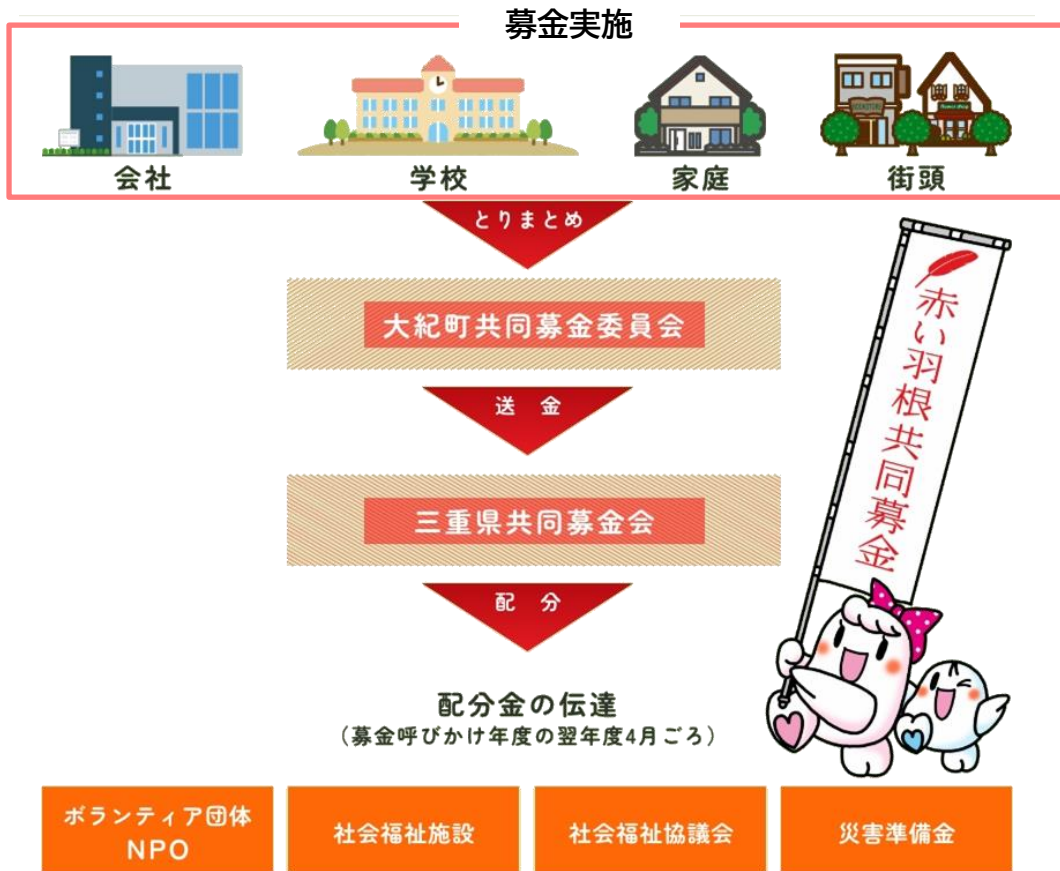 募金実施
会社
学校
家庭
街頭
とりまとめ
大紀町共同募金委員会
送金
三重県共同募金会
配分
赤い羽根共同募金
配分金の伝達
（募金呼びかけ年度の翌年度4月ごろ）
ボランティア団体
NPO
社会福祉施設
社会福祉協議会
災害準備金